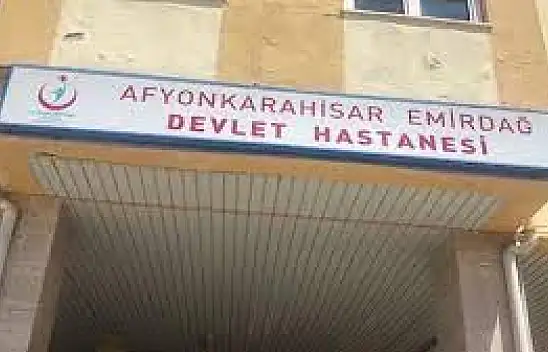 AFYONKARAHİSAR EMİRDAĞ
DEVLET HASTANESİ